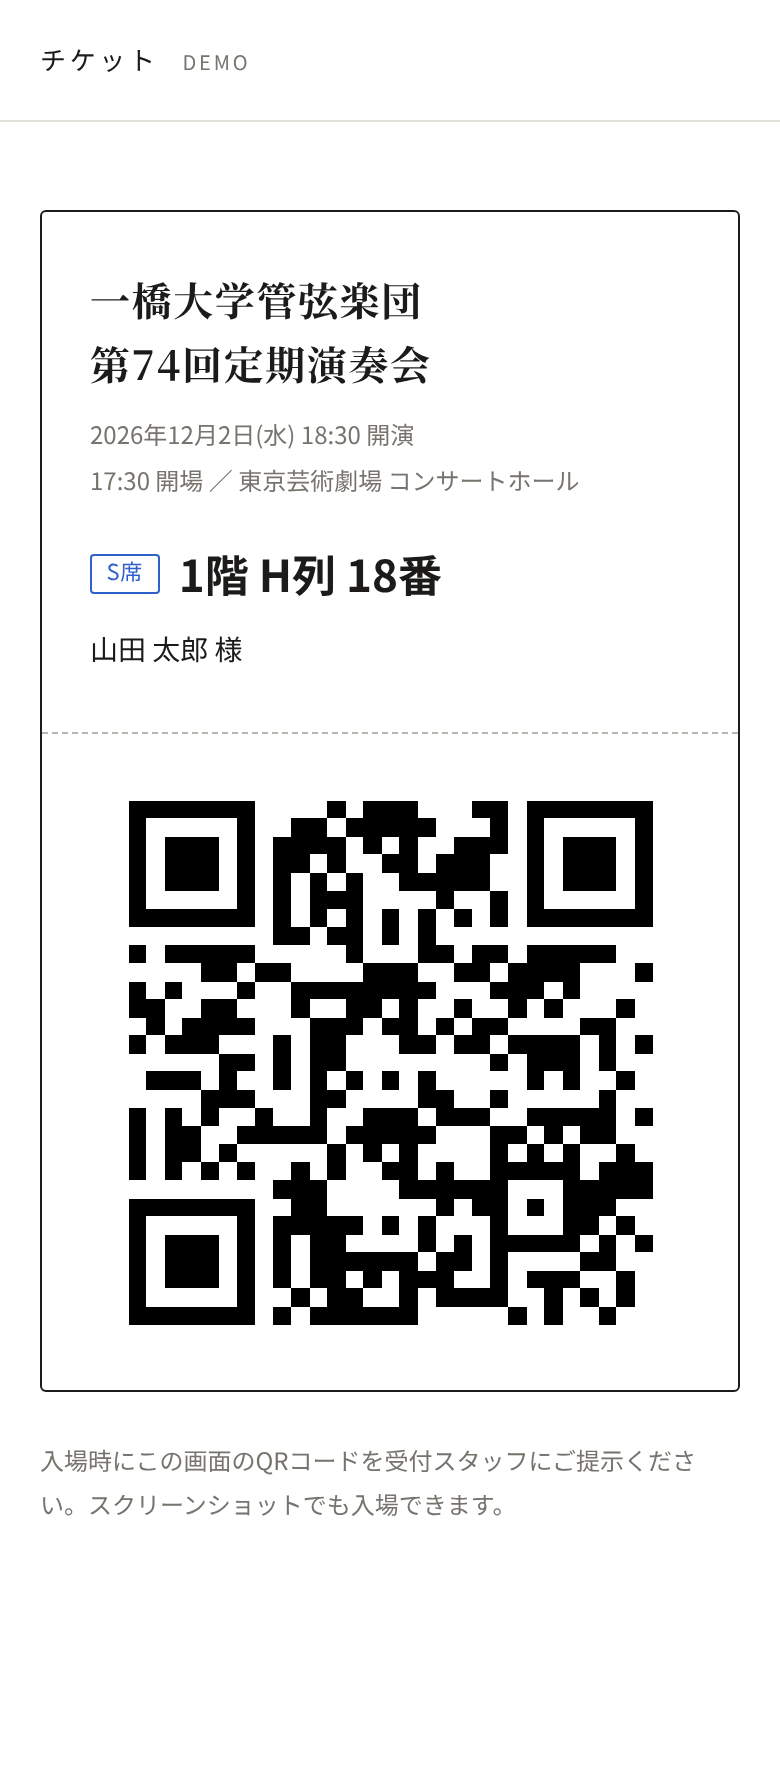 チケット DEMO
一橋大学管弦楽団
第74回定期演奏会
2026年12月2日(水) 18:30 開演
17:30 開場 ／ 東京芸術劇場 コンサートホール
S席 1階 H列 18番
山田 太郎 様
入場時にこの画面のQRコードを受付スタッフにご提示くださ
い。スクリーンショットでも入場できます。